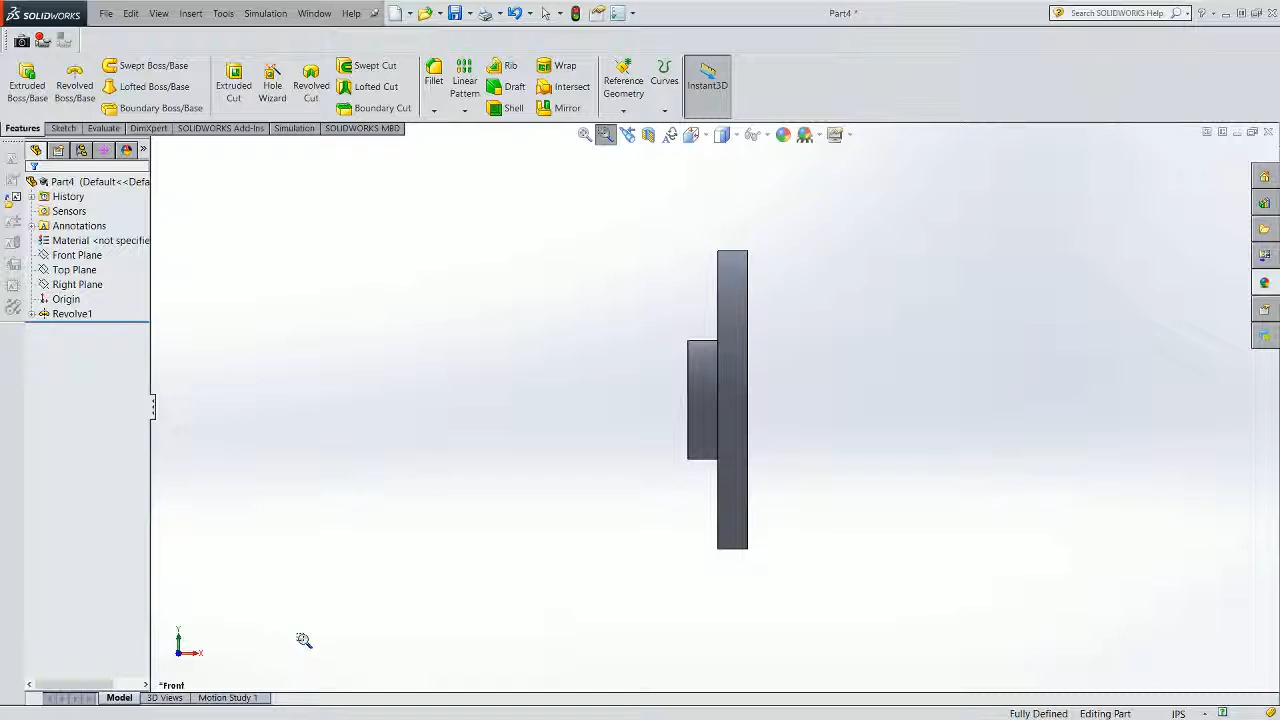 SOLIDWORKS File Edit View Insert Tools Simulation Window Help Part4 * Search SOLIDWORKS Help
Extruded Boss/Base
Revolved Boss/Base
Swept Boss/Base
Lofted Boss/Base
Boundary Boss/Base
Extruded Cut
Hole Wizard
Revolved Cut
Swept Cut
Lofted Cut
Boundary Cut
Fillet
Linear Pattern
Rib
Draft
Shell
Wrap
Intersect
Mirror
Reference Geometry
Curves
Instant3D
Features Sketch Evaluate DimXpert SOLIDWORKS Add-Ins Simulation SOLIDWORKS MBD
Part4 (Default<<Defa
History
Sensors
Annotations
Material <not specifie
Front Plane
Top Plane
Right Plane
Origin
Revolve1
Y
X
*Front
Model 3D Views Motion Study 1
Fully Defined Editing Part IPS